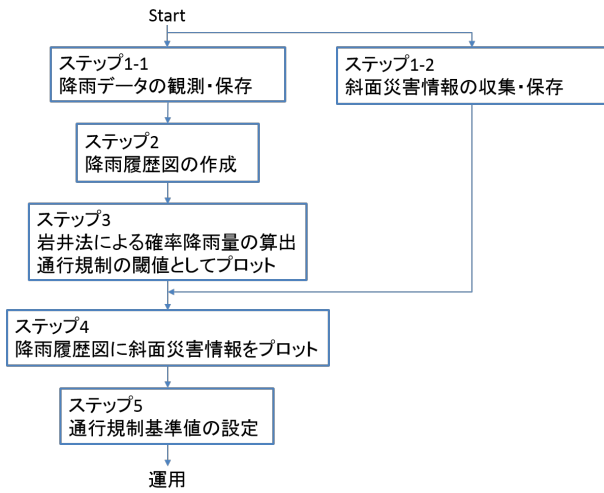 Start
ステップ1-1
降雨データの観測・保存
ステップ1-2
斜面災害情報の収集・保存
ステップ2
降雨履歴図の作成
ステップ3
岩井法による確率降雨量の算出
通行規制の閾値としてプロット
ステップ4
降雨履歴図に斜面災害情報をプロット
ステップ5
通行規制基準値の設定
運用